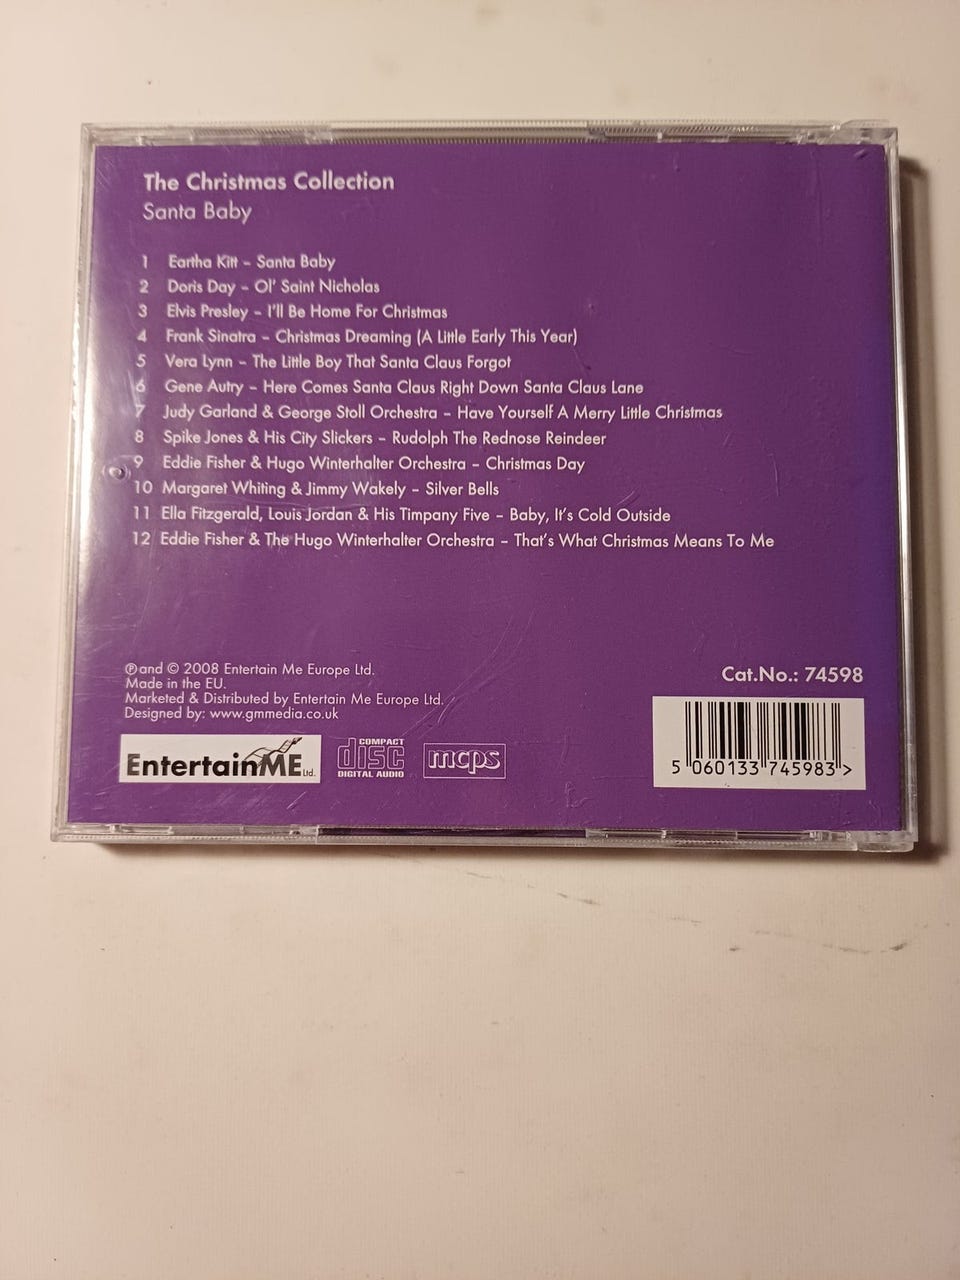 The Christmas Collection
Santa Baby
1 Eartha Kitt – Santa Baby
2 Doris Day – Ol' Saint Nicholas
3 Elvis Presley – I'll Be Home For Christmas
4 Frank Sinatra – Christmas Dreaming (A Little Early This Year)
5 Vera Lynn – The Little Boy That Santa Claus Forgot
6 Gene Autry – Here Comes Santa Claus Right Down Santa Claus Lane
7 Judy Garland & George Stoll Orchestra – Have Yourself A Merry Little Christmas
8 Spike Jones & His City Slickers – Rudolph The Rednose Reindeer
9 Eddie Fisher & Hugo Winterhalter Orchestra – Christmas Day
10 Margaret Whiting & Jimmy Wakely – Silver Bells
11 Ella Fitzgerald, Louis Jordan & His Timpany Five – Baby, It's Cold Outside
12 Eddie Fisher & The Hugo Winterhalter Orchestra – That's What Christmas Means To Me
℗ and © 2008 Entertain Me Europe Ltd.
Made in the EU.
Marketed & Distributed by Entertain Me Europe Ltd.
Designed by: www.gmmedia.co.uk
Cat.No.: 74598
EntertainME Ltd.
COMPACT
disc
DIGITAL AUDIO
mcps
5 060133 745983 >